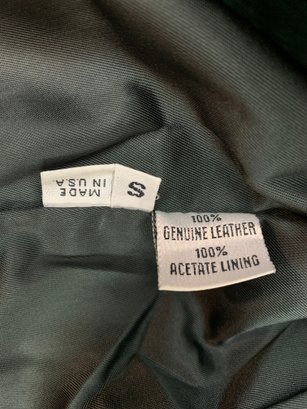 MADE
IN U.S.A
S
100%
GENUINE LEATHER
100%
ACETATE LINING